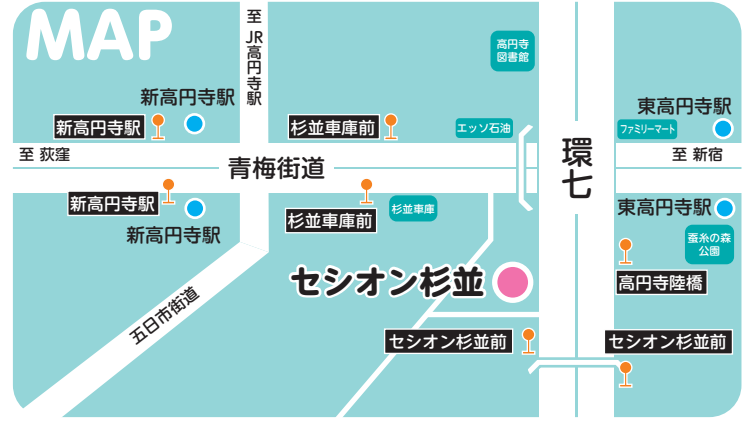 MAP
至
JR高円寺駅
高円寺
図書館
新高円寺駅
新高円寺駅
杉並車庫前
エッソ石油
環七
東高円寺駅
ファミリーマート
至 荻窪
青梅街道
至 新宿
新高円寺駅
新高円寺駅
杉並車庫前
杉並車庫
東高円寺駅
蚕糸の森
公園
セシオン杉並
高円寺陸橋
五日市街道
セシオン杉並前
セシオン杉並前